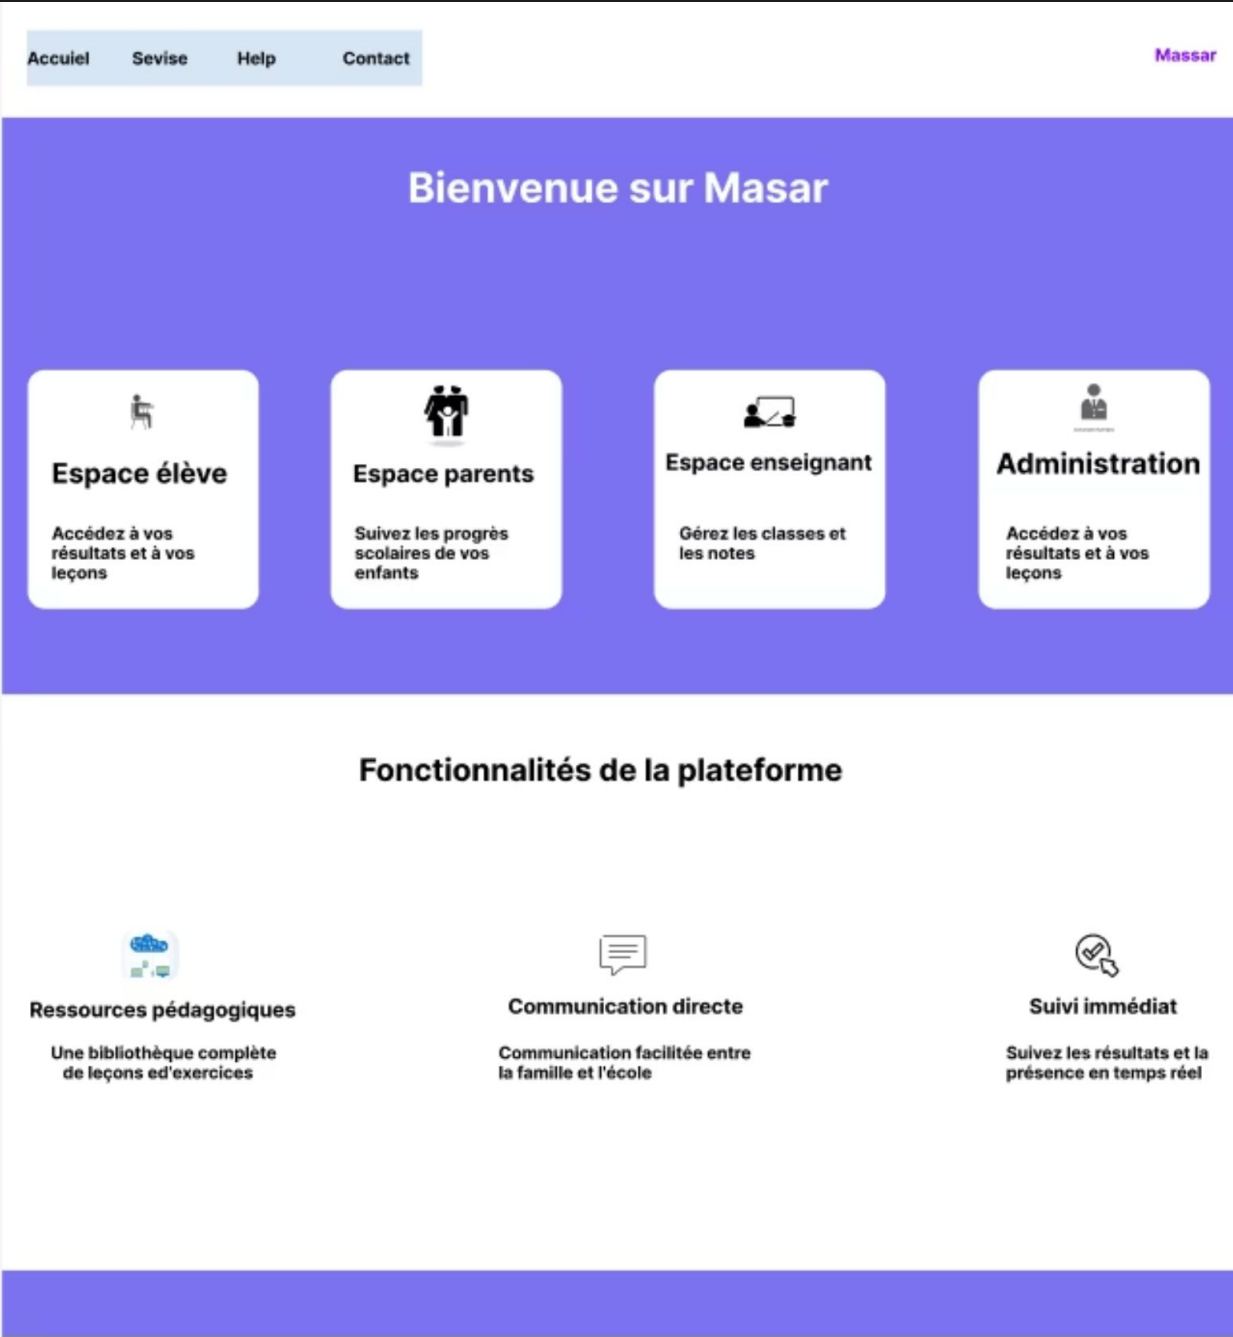 Accuiel Sevise Help Contact
Massar
Bienvenue sur Masar
Espace élève
Accédez à vos
résultats et à vos
leçons
Espace parents
Suivez les progrès
scolaires de vos
enfants
Espace enseignant
Gérez les classes et
les notes
Administration
Accédez à vos
résultats et à vos
leçons
Fonctionnalités de la plateforme
Ressources pédagogiques
Une bibliothèque complète
de leçons ed'exercices
Communication directe
Communication facilitée entre
la famille et l'école
Suivi immédiat
Suivez les résultats et la
présence en temps réel